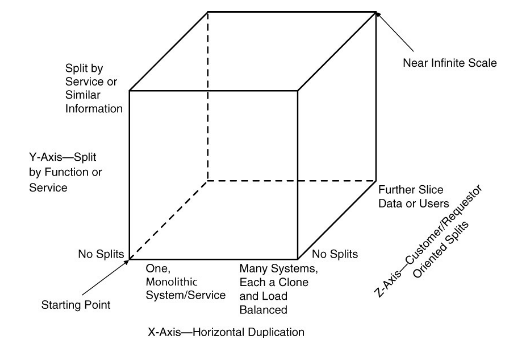 Near Infinite Scale
Split by
Service or
Similar
Information
Y-Axis—Split
by Function or
Service
Further Slice
Data or Users
Z-Axis—Customer/Requestor
Oriented Splits
No Splits
No Splits
One,
Monolithic
System/Service
Many Systems,
Each a Clone
and Load
Balanced
Starting Point
X-Axis—Horizontal Duplication